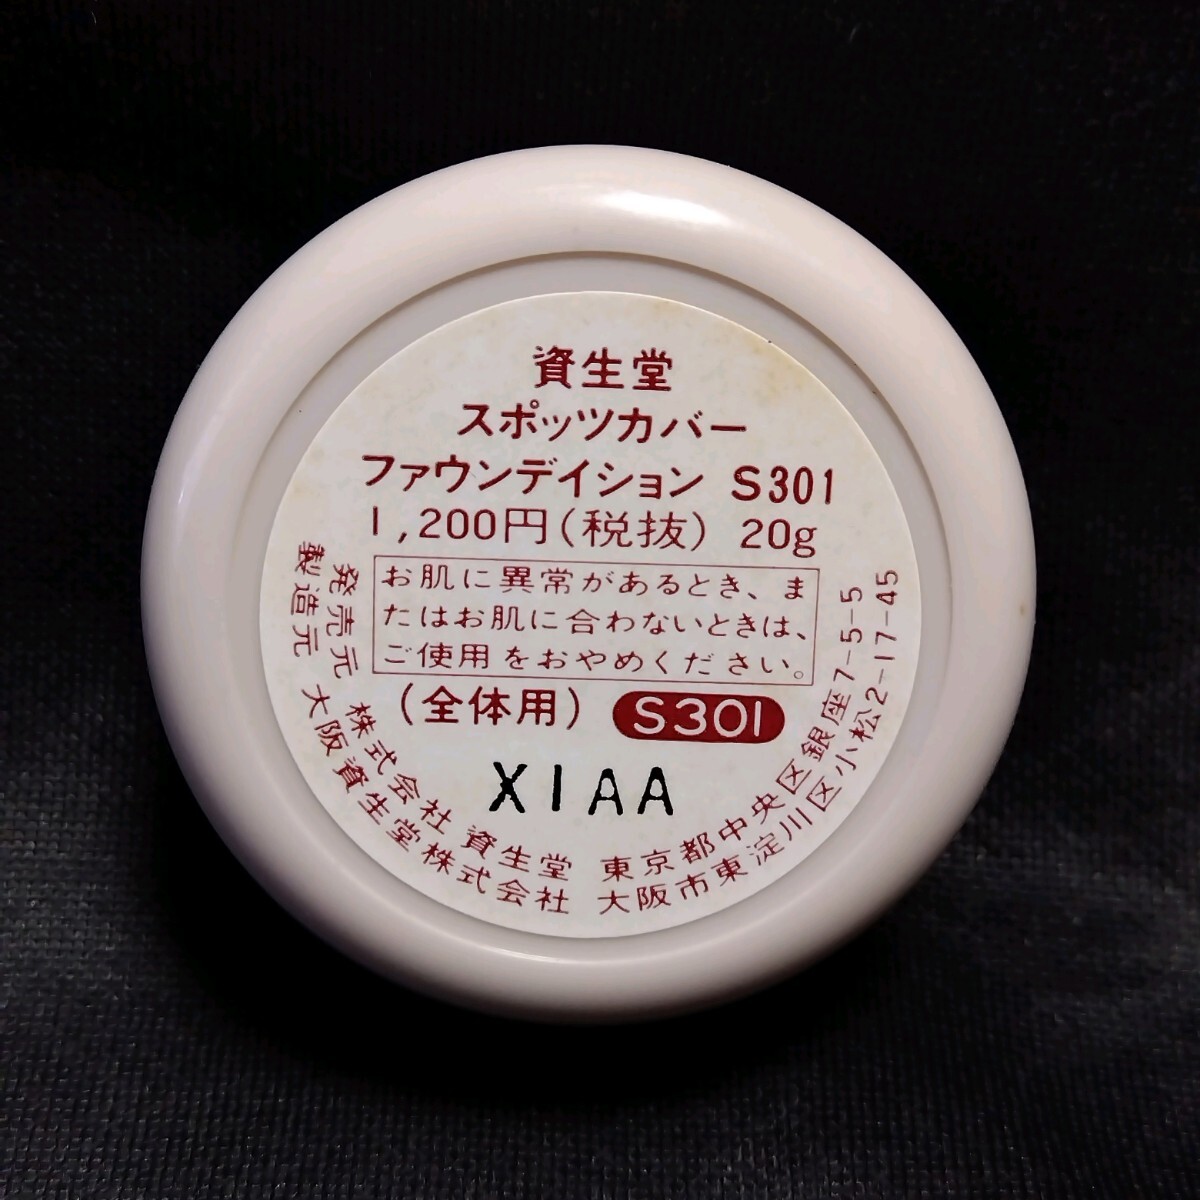 資生堂
スポッツカバー
ファウンデイション S301
1,200円(税抜) 20g
お肌に異常があるとき、ま
たはお肌に合わないときは、
ご使用をおやめください。
(全体用) S301
XIAA
発売元 株式会社 資生堂 東京都中央区銀座7-5-5
製造元 大阪資生堂株式会社 大阪市東淀川区小松2-17-45